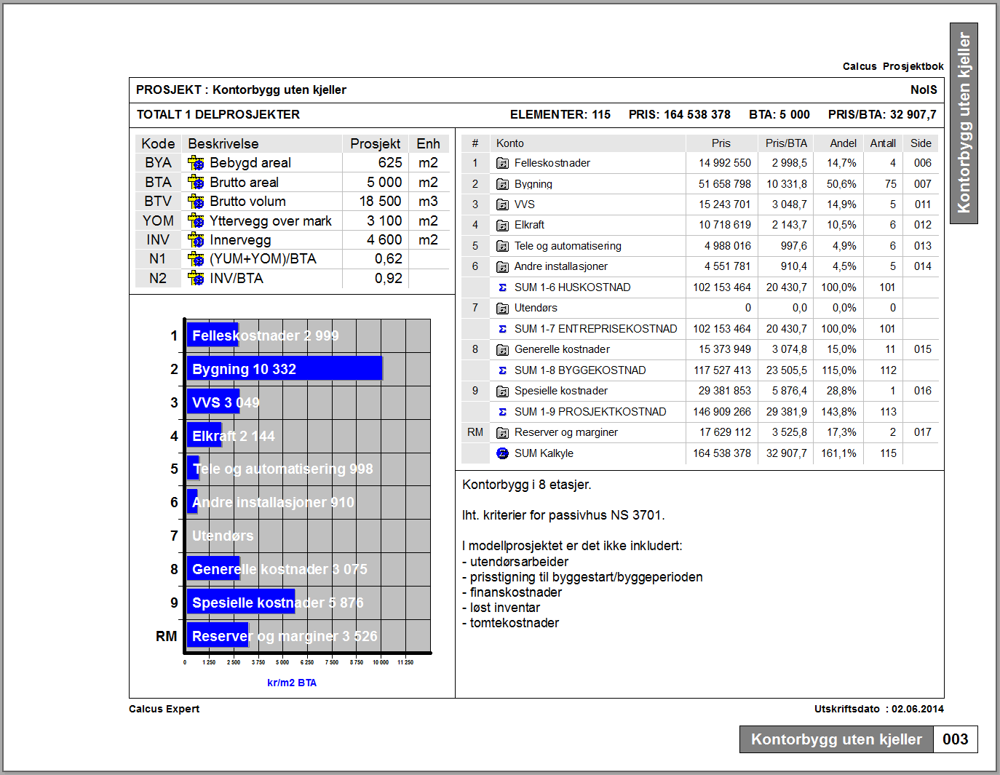 Kontorbygg uten kjeller
Calcus Prosjektbok
PROSJEKT : Kontorbygg uten kjeller NoIS
TOTALT 1 DELPROSJEKTER ELEMENTER: 115 PRIS: 164 538 378 BTA: 5 000 PRIS/BTA: 32 907,7
Kode Beskrivelse Prosjekt Enh
BYA Bebygd areal 625 m2
BTA Brutto areal 5 000 m2
BTV Brutto volum 18 500 m3
YOM Yttervegg over mark 3 100 m2
INV Innervegg 4 600 m2
N1 (YUM+YOM)/BTA 0,62
N2 INV/BTA 0,92
1 Felleskostnader 2 999
2 Bygning 10 332
3 VVS 3 049
4 Elkraft 2 144
5 Tele og automatisering 998
6 Andre installasjoner 910
7 Utendørs
8 Generelle kostnader 3 075
9 Spesielle kostnader 5 876
RM Reserver og marginer 3 526
0 1 250 2 500 3 750 5 000 6 250 7 500 8 750 10 000 11 250
kr/m2 BTA
# Konto Pris Pris/BTA Andel Antall Side
1 Felleskostnader 14 992 550 2 998,5 14,7% 4 006
2 Bygning 51 658 798 10 331,8 50,6% 75 007
3 VVS 15 243 701 3 048,7 14,9% 5 011
4 Elkraft 10 718 619 2 143,7 10,5% 6 012
5 Tele og automatisering 4 988 016 997,6 4,9% 6 013
6 Andre installasjoner 4 551 781 910,4 4,5% 5 014
Σ SUM 1-6 HUSKOSTNAD 102 153 464 20 430,7 100,0% 101
7 Utendørs 0 0,0 0,0% 0
Σ SUM 1-7 ENTREPRISEKOSTNAD 102 153 464 20 430,7 100,0% 101
8 Generelle kostnader 15 373 949 3 074,8 15,0% 11 015
Σ SUM 1-8 BYGGEKOSTNAD 117 527 413 23 505,5 115,0% 112
9 Spesielle kostnader 29 381 853 5 876,4 28,8% 1 016
Σ SUM 1-9 PROSJEKTKOSTNAD 146 909 266 29 381,9 143,8% 113
RM Reserver og marginer 17 629 112 3 525,8 17,3% 2 017
Σ SUM Kalkyle 164 538 378 32 907,7 161,1% 115
Kontorbygg i 8 etasjer.
Iht. kriterier for passivhus NS 3701.
I modellprosjektet er det ikke inkludert:
- utendørsarbeider
- prisstigning til byggestart/byggeperioden
- finanskostnader
- løst inventar
- tomtekostnader
Calcus Expert Utskriftsdato : 02.06.2014
Kontorbygg uten kjeller 003